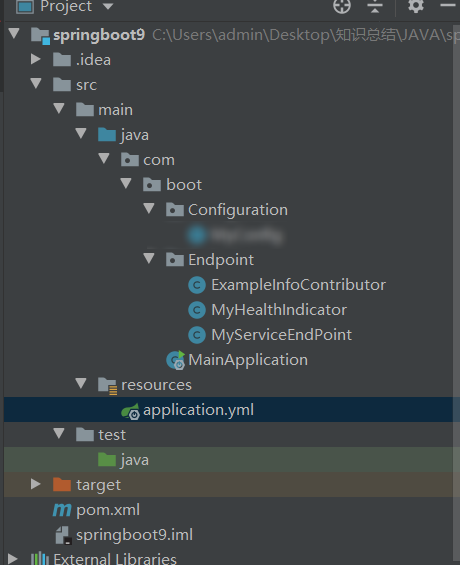 Project
springboot9 C:\Users\admin\Desktop\知识总结\JAVA\sp
.idea
src
main
java
com
boot
Configuration
Endpoint
ExampleInfoContributor
MyHealthIndicator
MyServiceEndPoint
MainApplication
resources
application.yml
test
java
target
pom.xml
springboot9.iml
External Libraries